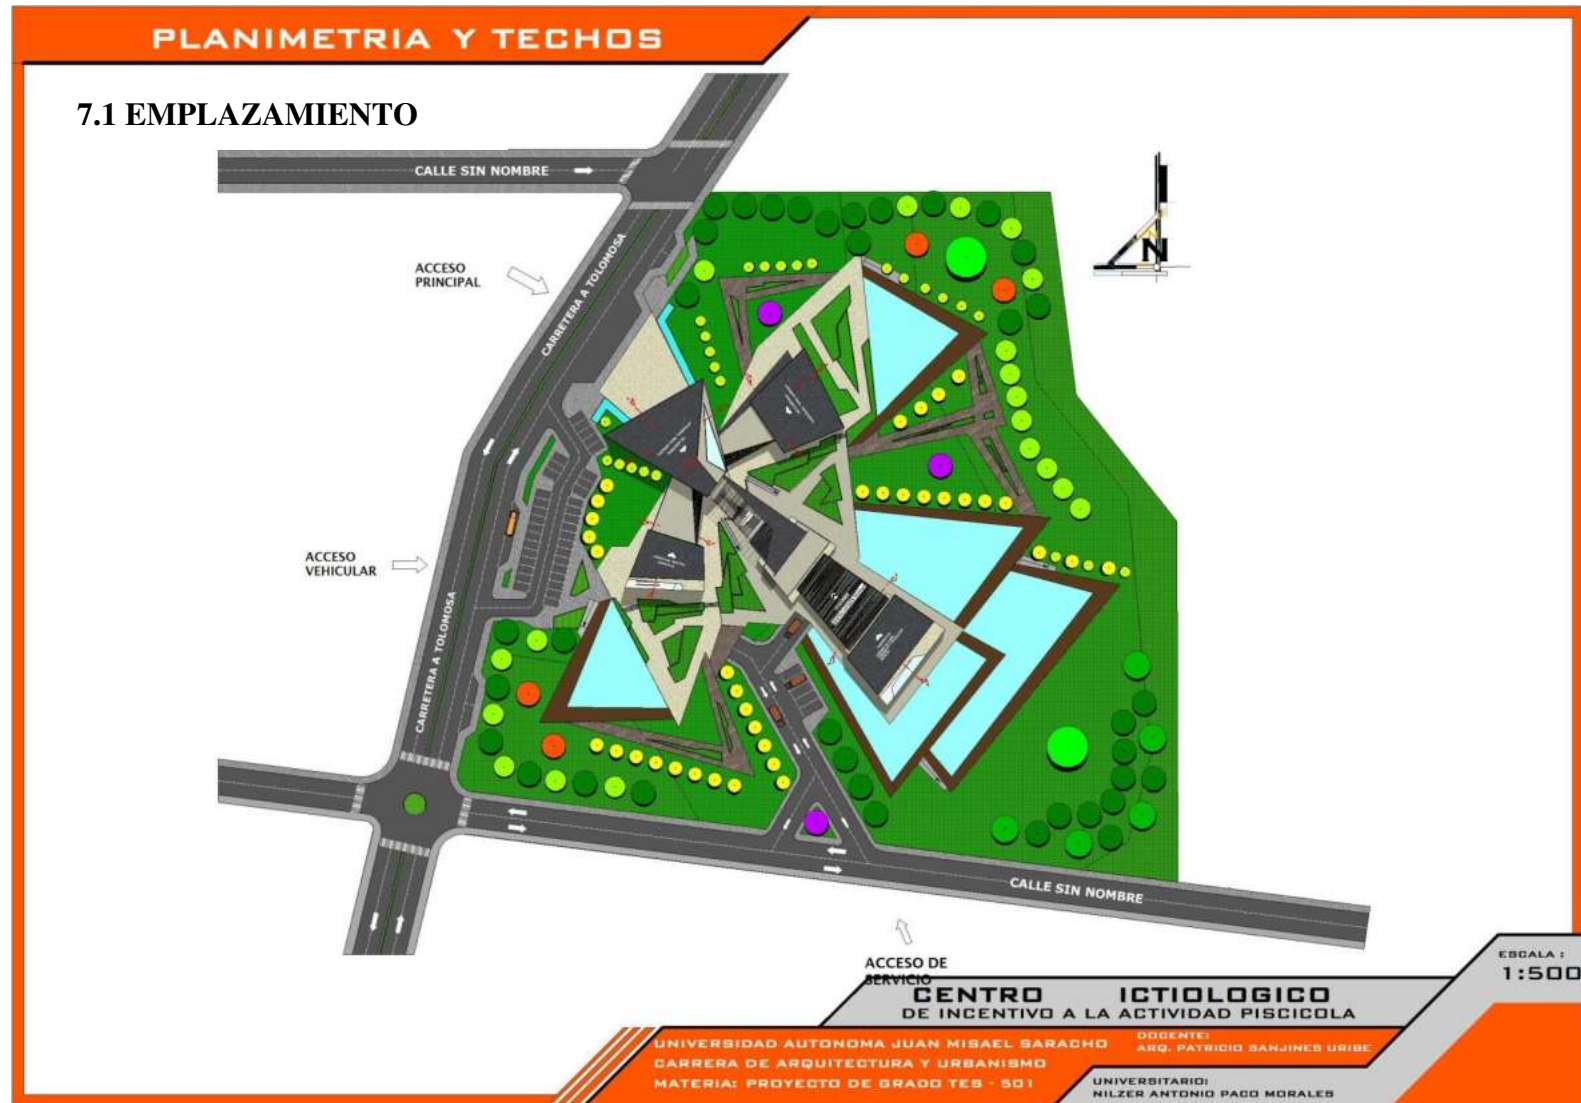 PLANIMETRIA Y TECHOS
7.1 EMPLAZAMIENTO
CALLE SIN NOMBRE
ACCESO
PRINCIPAL
CARRETERA A TOLOMOSA
N
ACCESO
VEHICULAR
CARRETERA A TOLOMOSA
CALLE SIN NOMBRE
ACCESO DE
SERVICIO
ESCALA :
1:500
CENTRO ICTIOLOGICO
DE INCENTIVO A LA ACTIVIDAD PISCICOLA
UNIVERSIDAD AUTONOMA JUAN MISAEL SARACHO
CARRERA DE ARQUITECTURA Y URBANISMO
MATERIA: PROYECTO DE GRADO TES - 501
DOCENTE:
ARQ. PATRICIO SANJINES URIBE
UNIVERSITARIO:
NILZER ANTONIO PACO MORALES